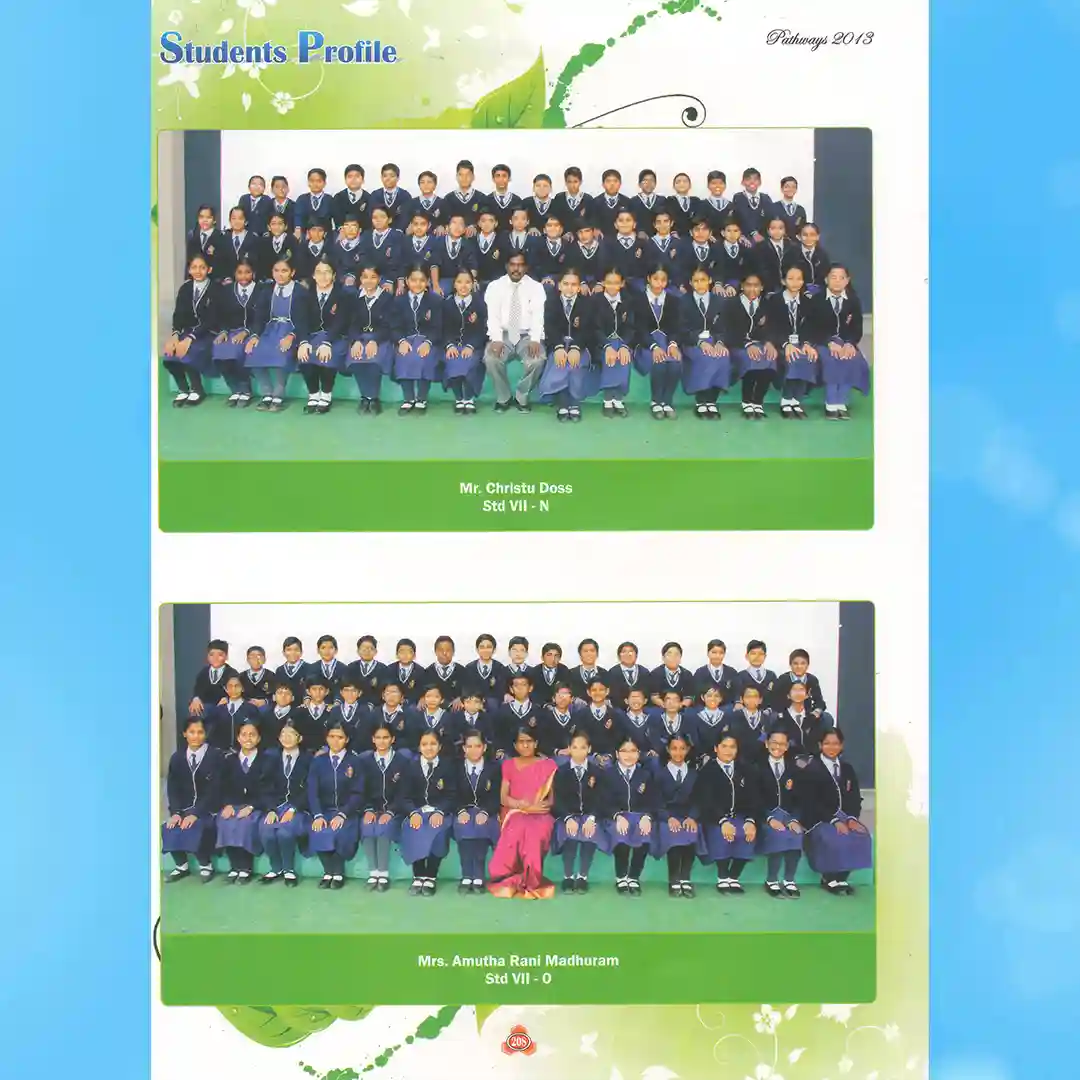 Students Profile
Pathways 2013
Mr. Christu Doss
Std VII - N
Mrs. Amutha Rani Madhuram
Std VII - O
208